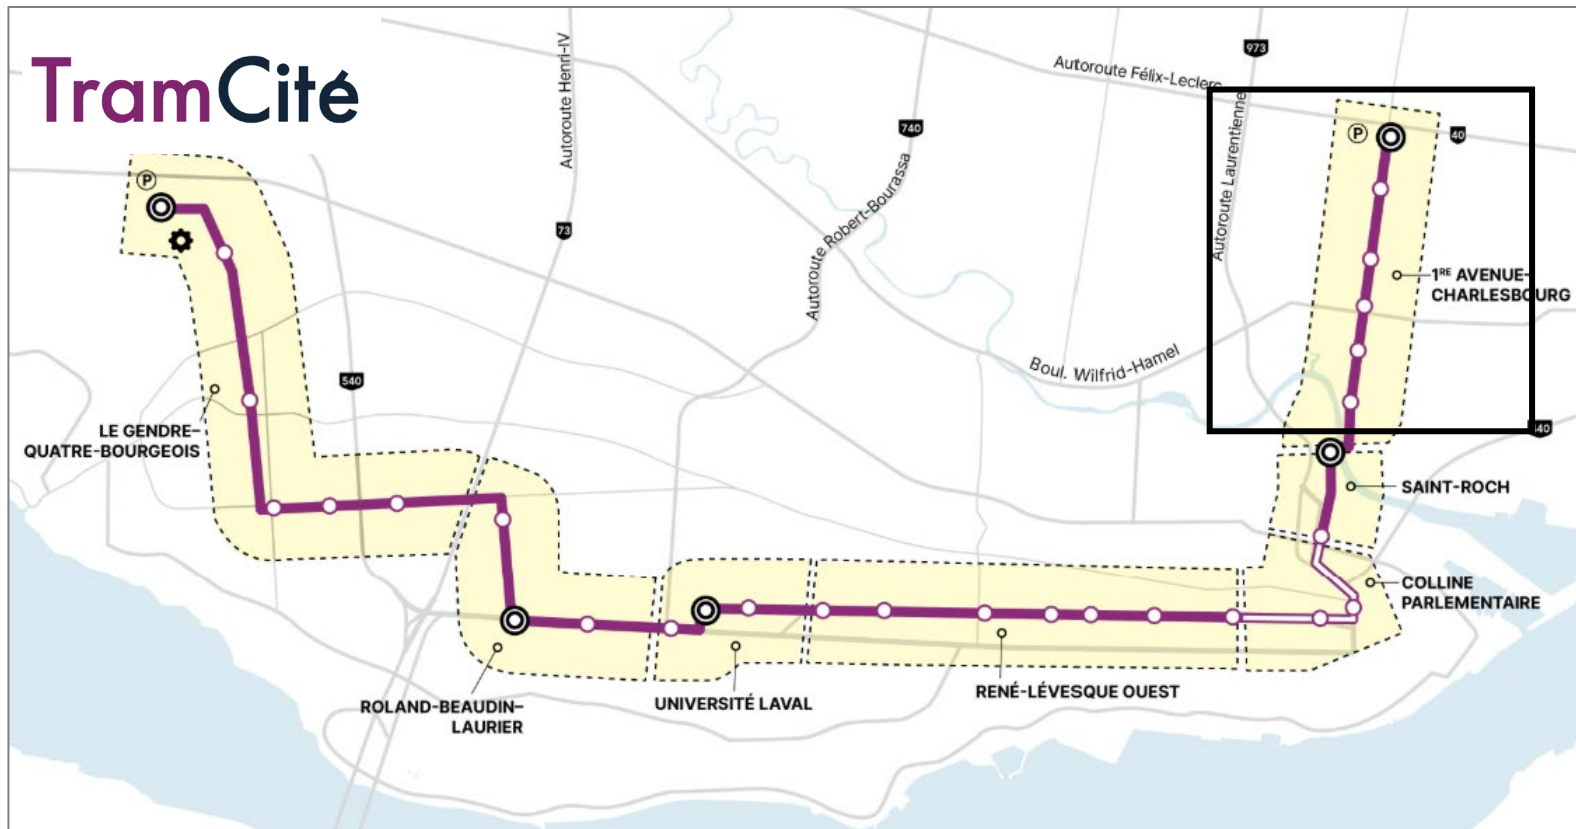 TramCité
Autoroute Henri-IV
973
Autoroute Félix-Leclerc
740
Autoroute Laurentienne
P
40
Autoroute Robert-Bourassa
P
73
1RE AVENUE-
CHARLESBOURG
Boul. Wilfrid-Hamel
540
LE GENDRE–
QUATRE-BOURGEOIS
SAINT-ROCH
COLLINE
PARLEMENTAIRE
RENÉ-LÉVESQUE OUEST
UNIVERSITÉ LAVAL
ROLAND-BEAUDIN–
LAURIER